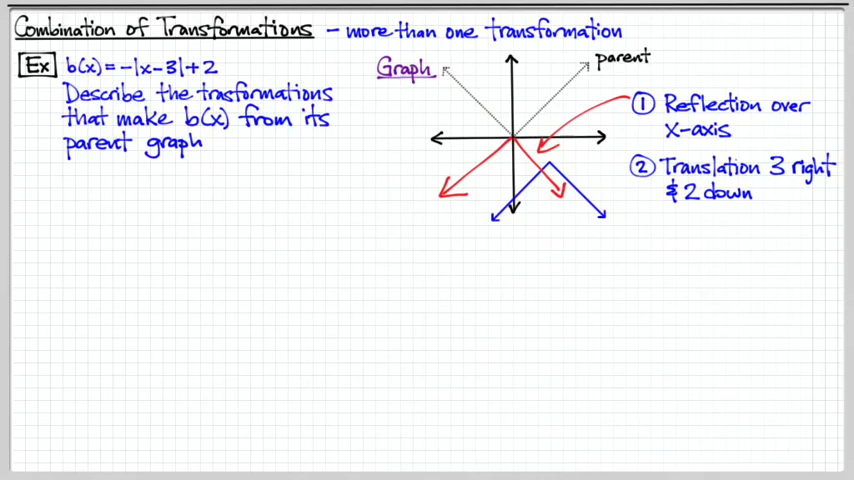 Combination of Transformations - more than one transformation
Ex b(x) = -|x - 3| + 2
Describe the trasformations
that make b(x) from its
parent graph
Graph
parent
① Reflection over
x-axis
② Translation 3 right
& 2 down